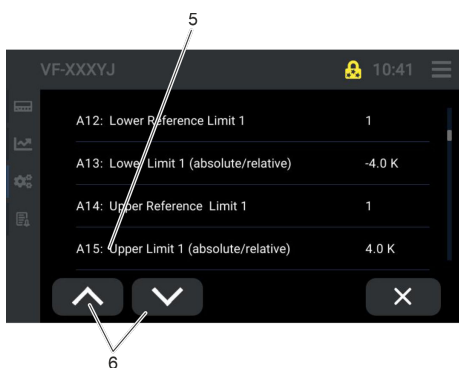 5
VF-XXXYJ 10:41
A12: Lower Reference Limit 1 1
A13: Lower Limit 1 (absolute/relative) -4.0 K
A14: Upper Reference Limit 1 1
A15: Upper Limit 1 (absolute/relative) 4.0 K
6